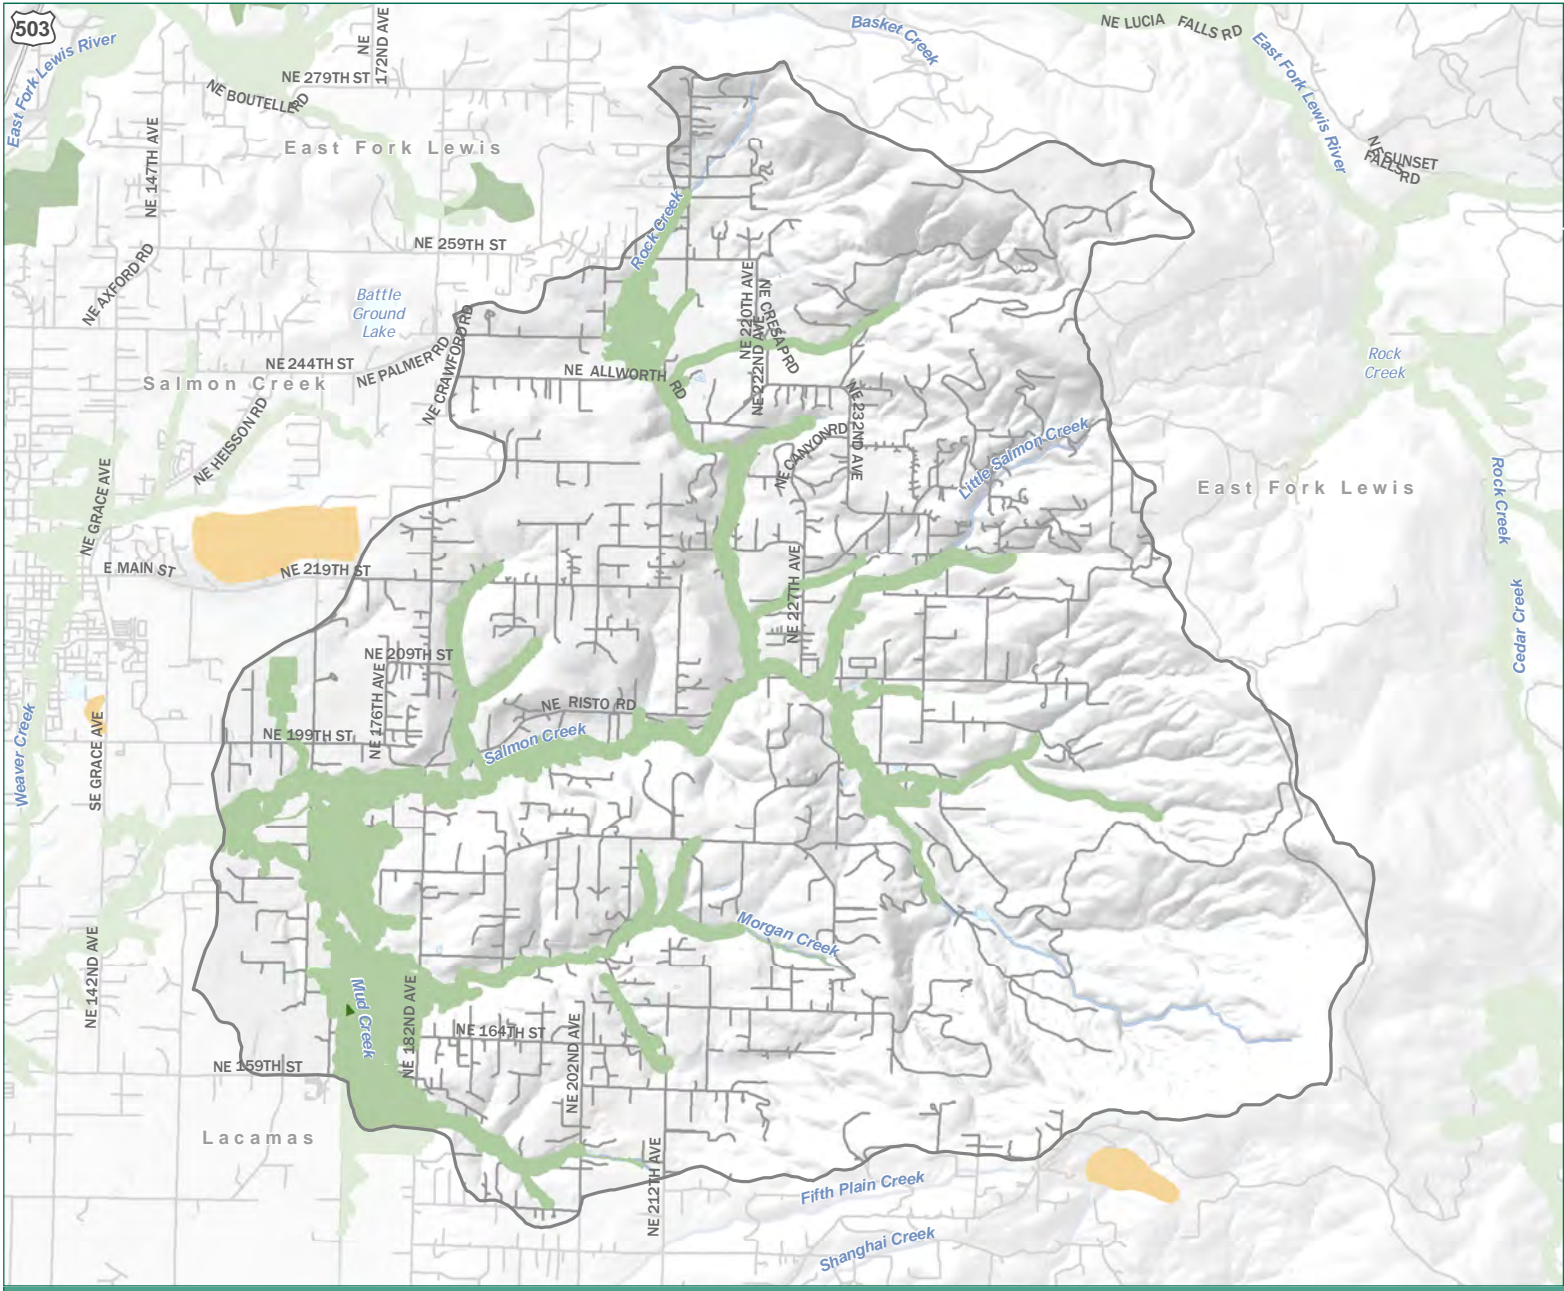 503
East Fork Lewis River
NE
172ND AVE
NE 279TH ST
NE BOUTELLE RD
Basket Creek
NE LUCIA FALLS RD
East Fork Lewis River
NE 147TH AVE
East Fork Lewis
NE SUNSET
FALLS RD
Rock Creek
NE 259TH ST
NE AXFORD RD
Battle
Ground
Lake
NE 220TH AVE
NE CRESAP RD
NE 222ND AVE
NE 244TH ST
NE PALMER RD
NE CRAWFORD RD
NE ALLWORTH RD
Rock
Creek
Salmon Creek
NE HEISSON RD
NE 232ND AVE
NE CANYON RD
Little Salmon Creek
East Fork Lewis
Rock Creek
NE GRACE AVE
E MAIN ST
NE 219TH ST
NE 227TH AVE
Cedar Creek
NE 209TH ST
NE 176TH AVE
NE RISTO RD
Weaver Creek
SE GRACE AVE
NE 199TH ST
Salmon Creek
Morgan Creek
NE 142ND AVE
Mud Creek
NE 182ND AVE
NE 164TH ST
NE 202ND AVE
NE 159TH ST
Lacamas
NE 212TH AVE
Fifth Plain Creek
Shanghai Creek